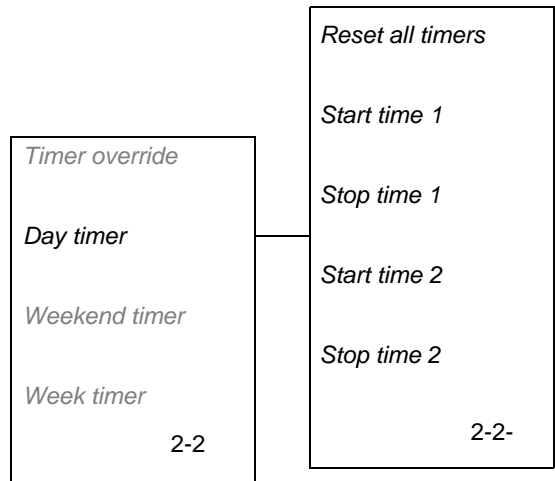 Timer override
Day timer
Weekend timer
Week timer
2-2
Reset all timers
Start time 1
Stop time 1
Start time 2
Stop time 2
2-2-